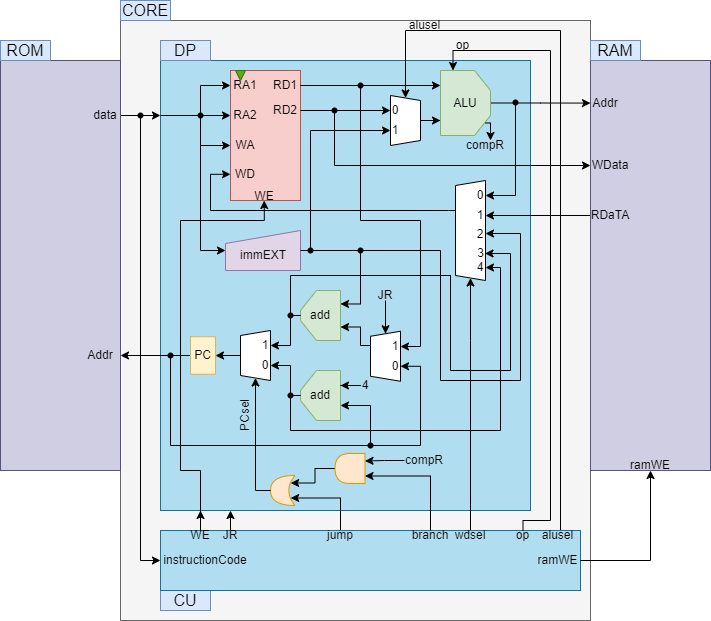 CORE
alusel
ROM
DP
op
RAM
RA1
RD1
data
RA2
RD2
0
ALU
Addr
1
WA
compR
WD
WData
WE
0
1
RDaTA
2
immEXT
3
4
JR
add
1
1
Addr
PC
0
0
4
add
PCsel
compR
ramWE
WE
JR
jump
branch
wdsel
op
alusel
instructionCode
ramWE
CU